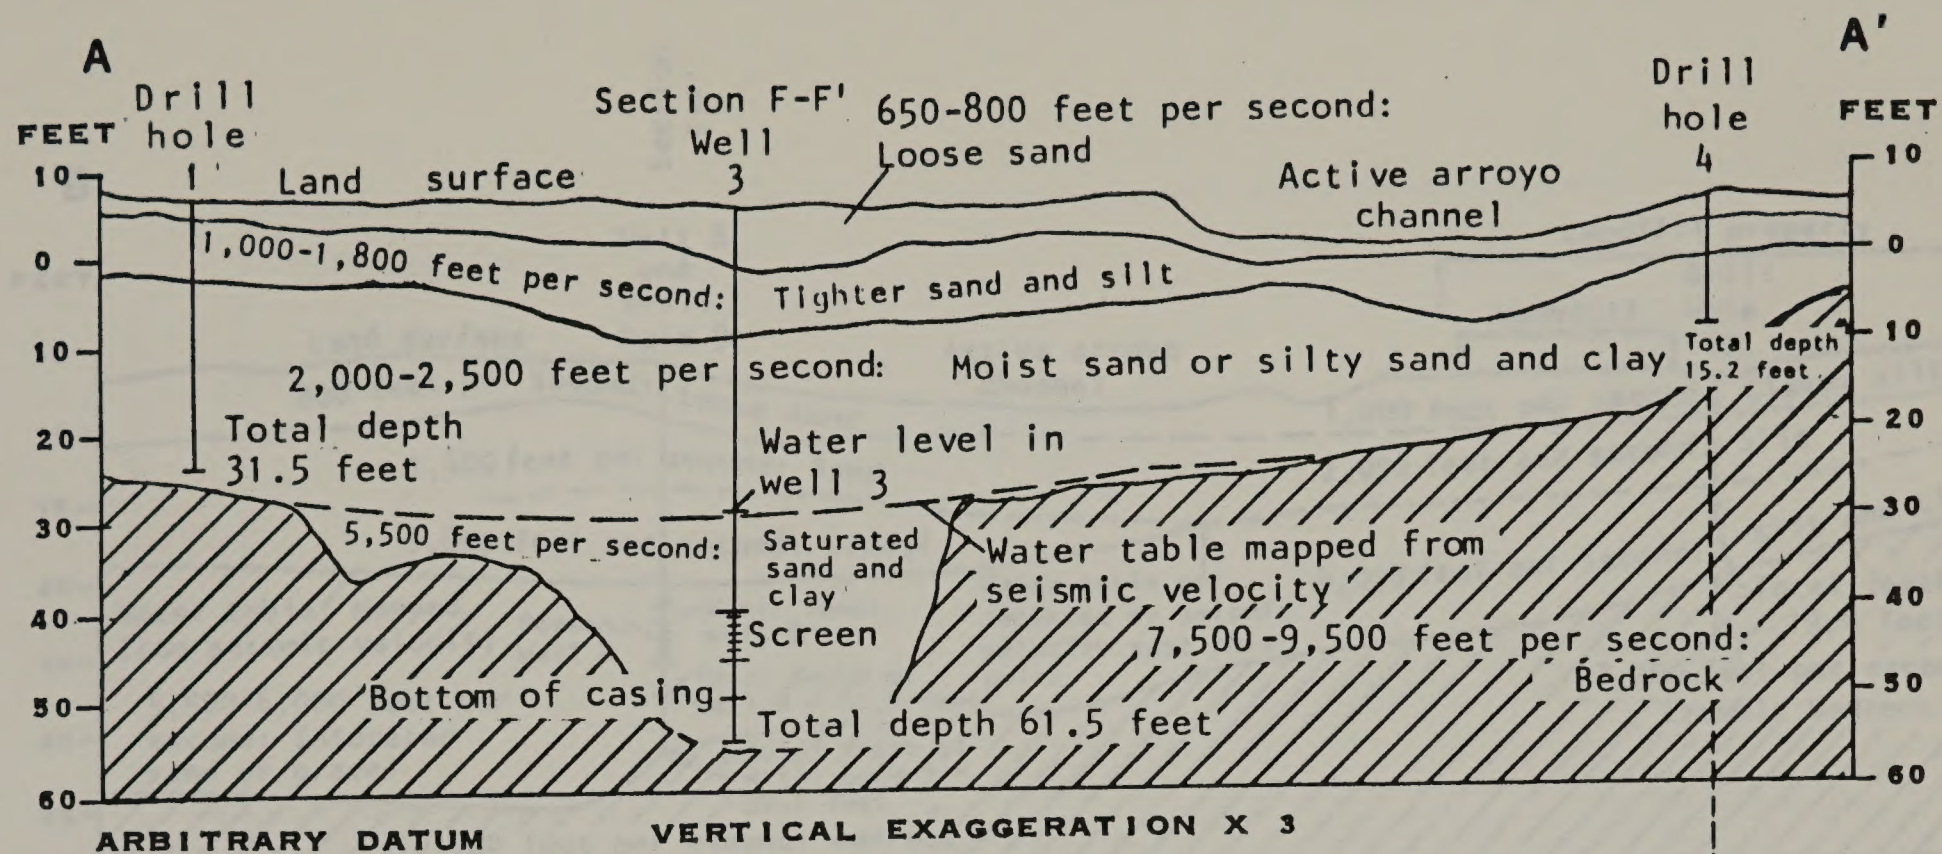 A
A'
Drill
hole
1
FEET
Section F-F'
Well
3
650-800 feet per second:
Loose sand
Drill
hole
4
FEET
10
0
10
20
30
40
50
60
Land surface
Active arroyo
channel
1,000-1,800 feet per second: Tighter sand and silt
2,000-2,500 feet per second: Moist sand or silty sand and clay
Total depth
15.2 feet
Total depth
31.5 feet
Water level in
well 3
5,500 feet per second:
Saturated
sand and
clay
Water table mapped from
seismic velocity
Screen
7,500-9,500 feet per second:
Bedrock
Bottom of casing
Total depth 61.5 feet
10
0
10
20
30
40
50
60
ARBITRARY DATUM
VERTICAL EXAGGERATION X 3